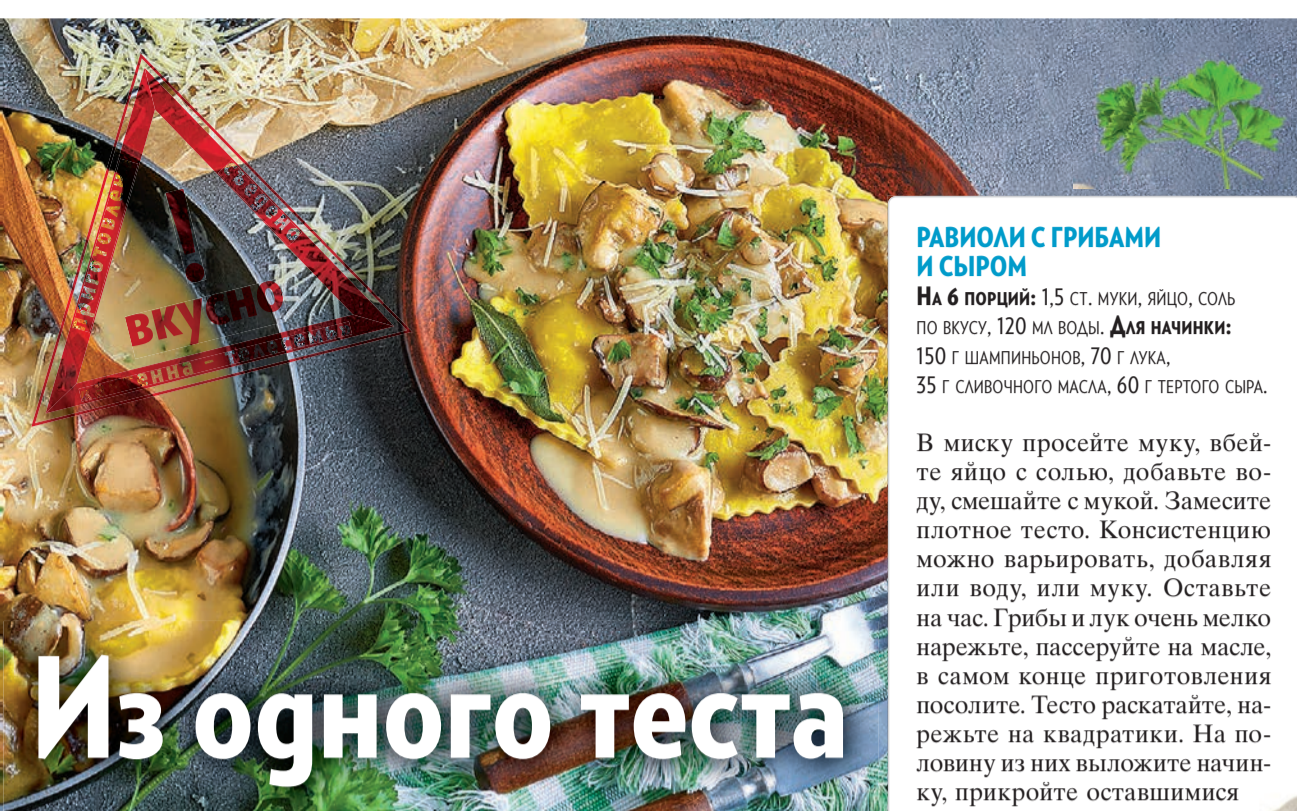 приготовлен
!
вкусно
Из одного теста
РАВИОЛИ С ГРИБАМИ
И СЫРОМ
НА 6 ПОРЦИЙ: 1,5 СТ. МУКИ, ЯЙЦО, СОЛЬ
ПО ВКУСУ, 120 МЛ ВОДЫ. ДЛЯ НАЧИНКИ:
150 Г ШАМПИНЬОНОВ, 70 Г ЛУКА,
35 Г СЛИВОЧНОГО МАСЛА, 60 Г ТЕРТОГО СЫРА.
В миску просейте муку, вбей-
те яйцо с солью, добавьте во-
ду, смешайте с мукой. Замесите
плотное тесто. Консистенцию
можно варьировать, добавляя
или воду, или муку. Оставьте
на час. Грибы и лук очень мелко
нарежьте, пассеруйте на масле,
в самом конце приготовления
посолите. Тесто раскатайте, на-
режьте на квадратики. На по-
ловину из них выложите начин-
ку, прикройте оставшимися